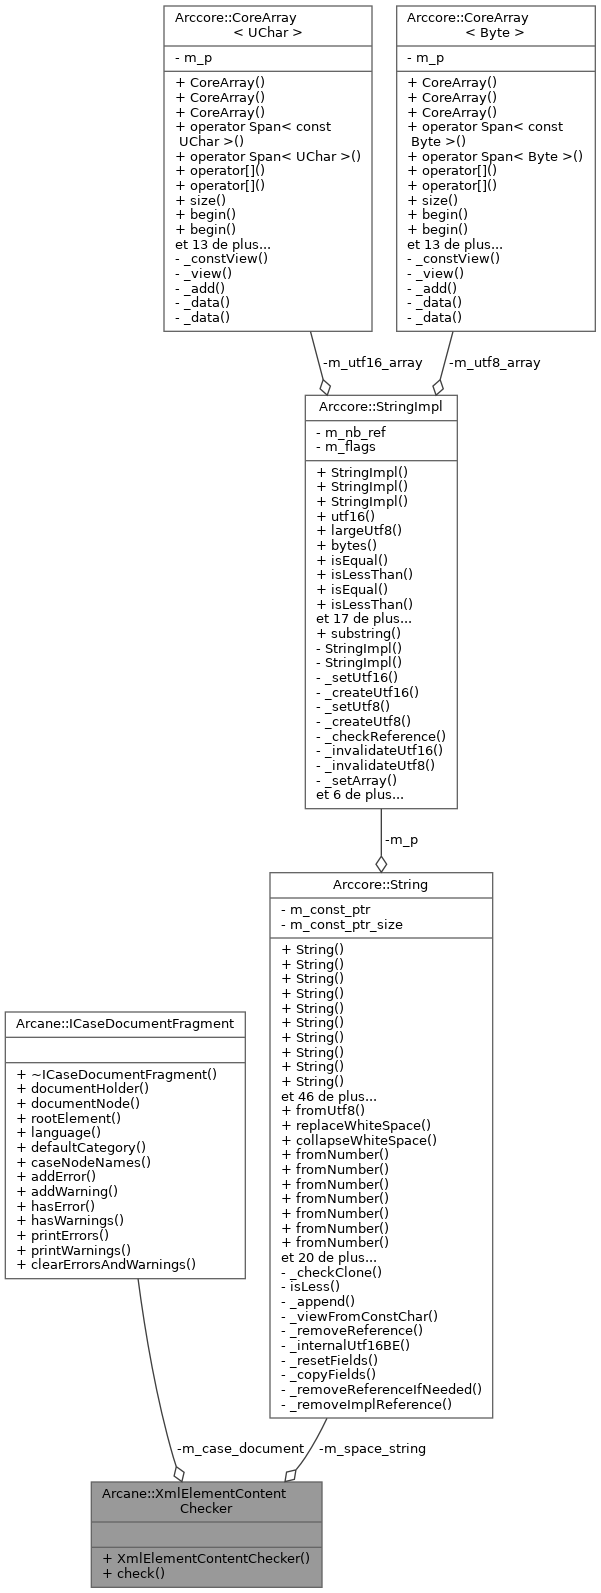 Arccore::CoreArray
< UChar >
- m_p
+ CoreArray()
+ CoreArray()
+ CoreArray()
+ operator Span< const
UChar >()
+ operator Span< UChar >()
+ operator[]()
+ operator[]()
+ size()
+ begin()
+ begin()
et 13 de plus...
- _constView()
- _view()
- _add()
- _data()
- _data()
Arccore::CoreArray
< Byte >
- m_p
+ CoreArray()
+ CoreArray()
+ CoreArray()
+ operator Span< const
Byte >()
+ operator Span< Byte >()
+ operator[]()
+ operator[]()
+ size()
+ begin()
+ begin()
et 13 de plus...
- _constView()
- _view()
- _add()
- _data()
- _data()
-m_utf16_array
-m_utf8_array
Arccore::StringImpl
- m_nb_ref
- m_flags
+ StringImpl()
+ StringImpl()
+ StringImpl()
+ utf16()
+ largeUtf8()
+ bytes()
+ isEqual()
+ isLessThan()
+ isEqual()
+ isLessThan()
et 17 de plus...
+ substring()
- StringImpl()
- StringImpl()
- _setUtf16()
- _createUtf16()
- _setUtf8()
- _createUtf8()
- _checkReference()
- _invalidateUtf16()
- _invalidateUtf8()
- _setArray()
et 6 de plus...
-m_p
Arccore::String
- m_const_ptr
- m_const_ptr_size
+ String()
+ String()
+ String()
+ String()
+ String()
+ String()
+ String()
+ String()
+ String()
+ String()
et 46 de plus...
+ fromUtf8()
+ replaceWhiteSpace()
+ collapseWhiteSpace()
+ fromNumber()
+ fromNumber()
+ fromNumber()
+ fromNumber()
+ fromNumber()
+ fromNumber()
+ fromNumber()
et 20 de plus...
- _checkClone()
- isLess()
- _append()
- _viewFromConstChar()
- _removeReference()
- _internalUtf16BE()
- _resetFields()
- _copyFields()
- _removeReferenceIfNeeded()
- _removeImplReference()
Arcane::ICaseDocumentFragment
+ ~ICaseDocumentFragment()
+ documentHolder()
+ documentNode()
+ rootElement()
+ language()
+ defaultCategory()
+ caseNodeNames()
+ addError()
+ addWarning()
+ hasError()
+ hasWarnings()
+ printErrors()
+ printWarnings()
+ clearErrorsAndWarnings()
-m_case_document
-m_space_string
Arcane::XmlElementContent
Checker
+ XmlElementContentChecker()
+ check()